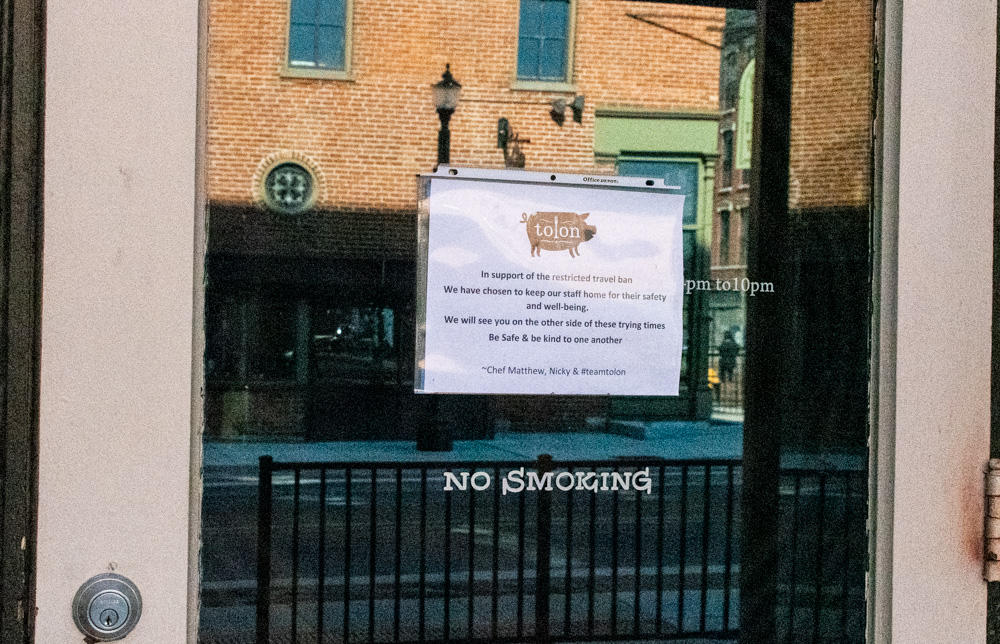 Office DEPOT.
tolon
In support of the restricted travel ban
We have chosen to keep our staff home for their safety
and well-being.
We will see you on the other side of these trying times
Be Safe & be kind to one another
~Chef Matthew, Nicky & #teamtolon
pm to10pm
NO SMOKING